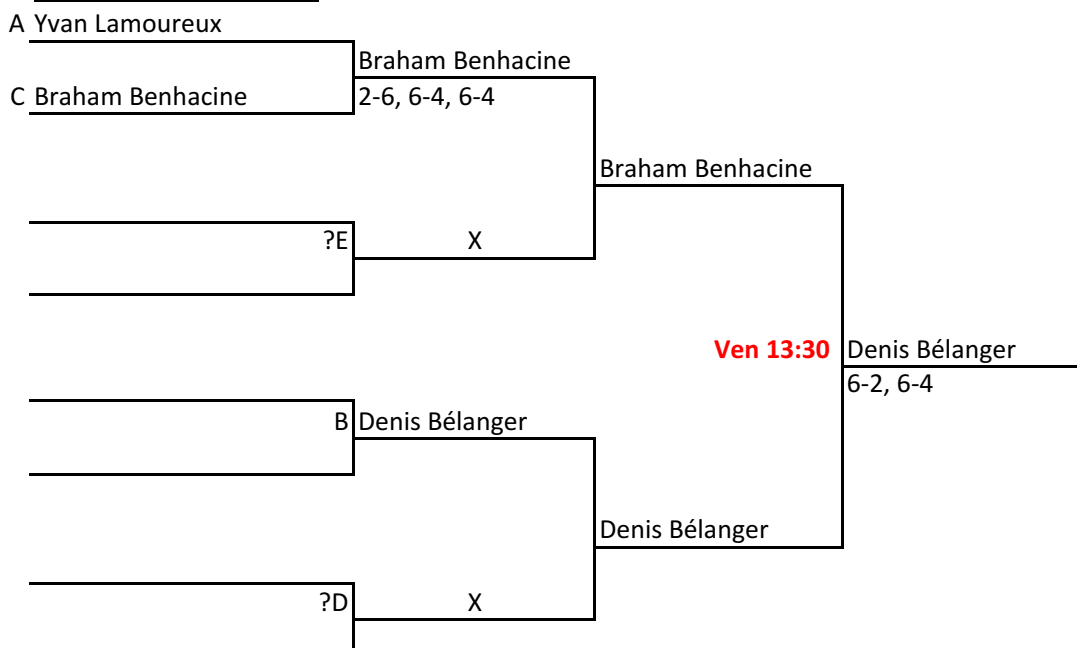 A Yvan Lamoureux
Braham Benhacine
C Braham Benhacine
2-6, 6-4, 6-4
Braham Benhacine
?E
X
Ven 13:30
Denis Bélanger
6-2, 6-4
B
Denis Bélanger
Denis Bélanger
?D
X